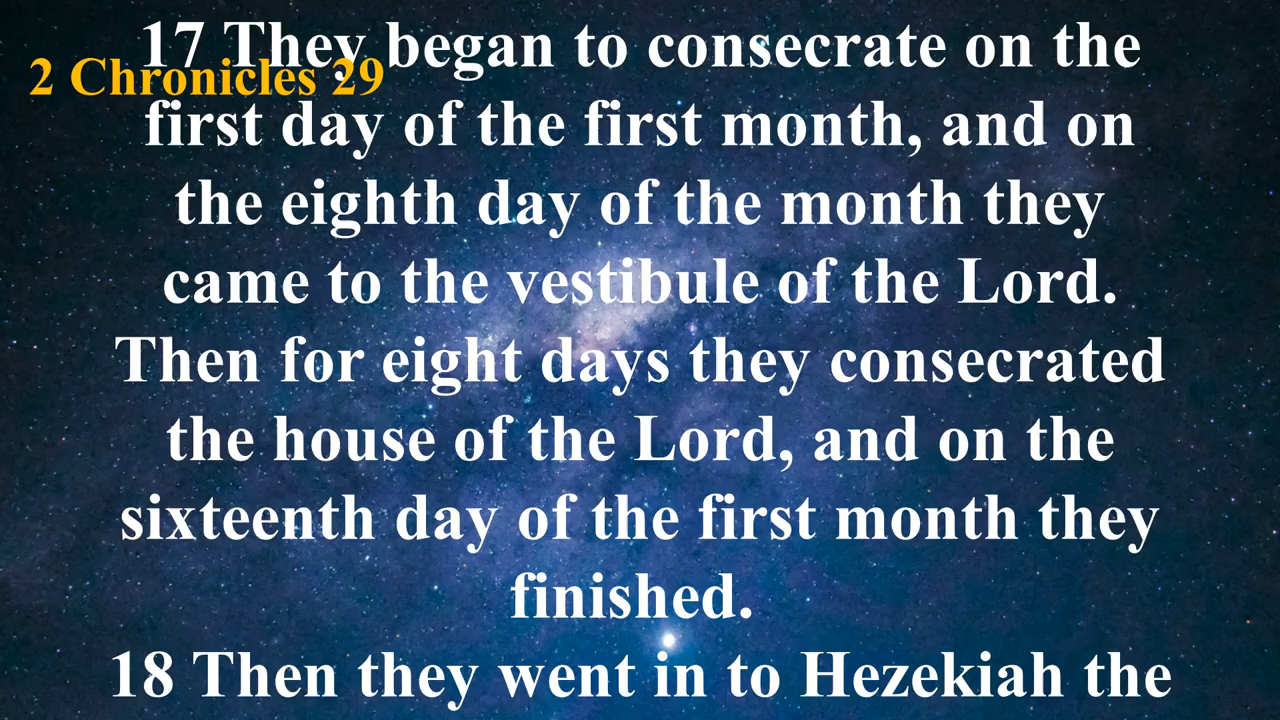 2 Chronicles 29
17 They began to consecrate on the
first day of the first month, and on
the eighth day of the month they
came to the vestibule of the Lord.
Then for eight days they consecrated
the house of the Lord, and on the
sixteenth day of the first month they
finished.
18 Then they went in to Hezekiah the